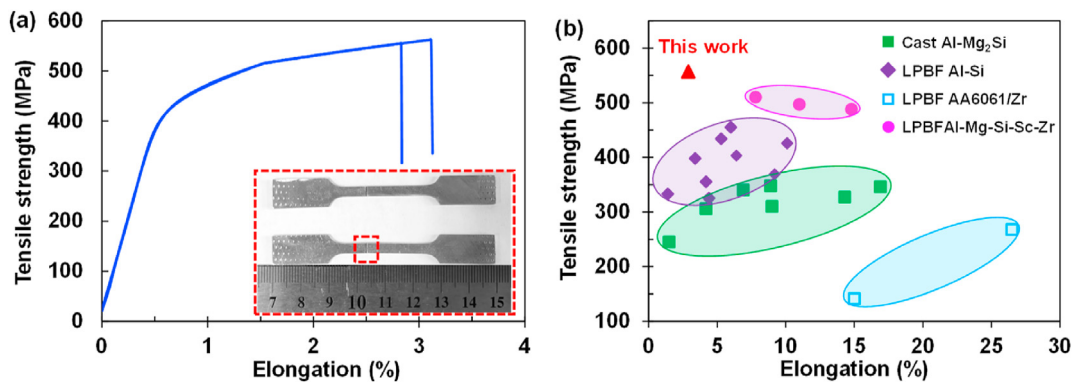 (a)
600
500
400
300
200
100
0
Tensile strength (MPa)
0 1 2 3 4
Elongation (%)
7 8 9 10 11 12 13 14 15
(b)
600
500
400
300
200
100
Tensile strength (MPa)
This work
Cast Al-Mg₂Si
LPBF Al-Si
LPBF AA6061/Zr
LPBFAl-Mg-Si-Sc-Zr
0 5 10 15 20 25 30
Elongation (%)